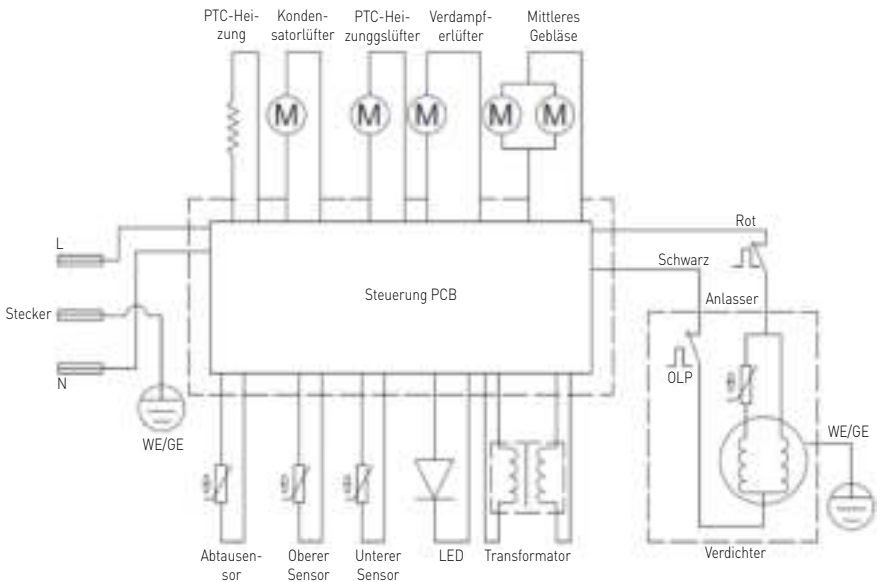 PTC-Hei-
zung
Konden-
satorlüfter
PTC-Hei-
zunggslüfter
Verdampf-
erlüfter
Mittleres
Gebläse
M
M
M
M
M
Rot
Schwarz
L
Steuerung PCB
Anlasser
Stecker
N
OLP
WE/GE
WE/GE
Abtausen-
sor
Oberer
Sensor
Unterer
Sensor
LED
Transformator
Verdichter